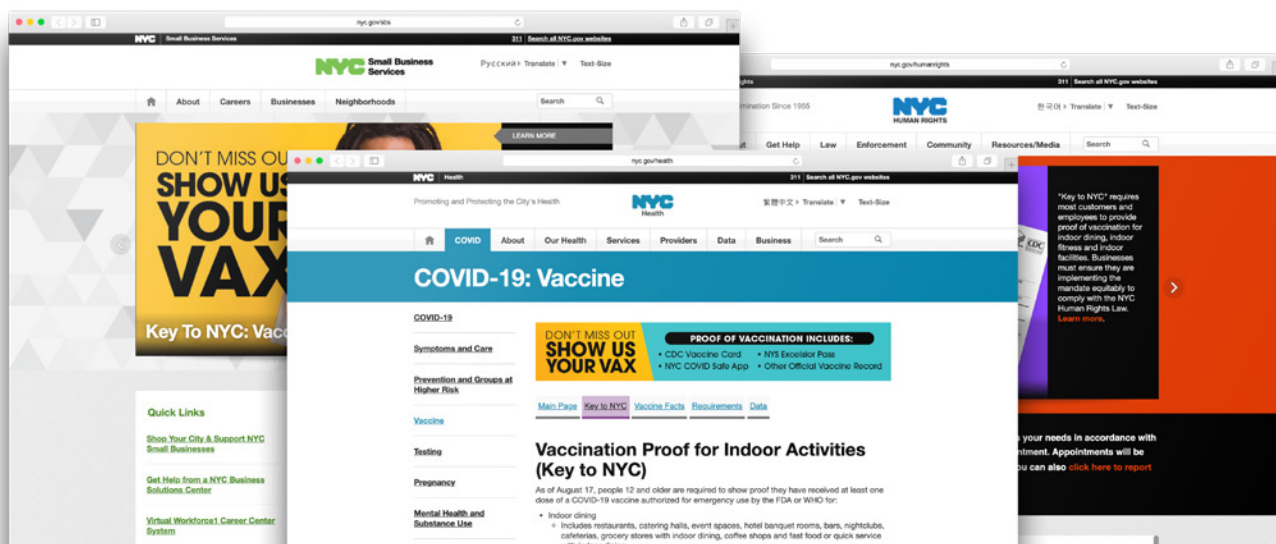 nyc.gov/sbs
NYC Small Business Services
311 Search all NYC.gov websites
NYC Small Business
Services
Русский▸ Translate ▼ Text-Size
About Careers Businesses Neighborhoods
Search
LEARN MORE
DON'T MISS OU
SHOW US
YOUR
VAX
Key To NYC: Vacc
Quick Links
Shop Your City & Support NYC
Small Businesses
Get Help from a NYC Business
Solutions Center
Virtual Workforce1 Career Center
System
nyc.gov/humanrights
311 Search all NYC.gov websites
mination Since 1955
NYC
HUMAN RIGHTS
한국어▸ Translate ▼ Text-Size
Get Help Law Enforcement Community Resources/Media
Search
CDC
"Key to NYC" requires
most customers and
employees to provide
proof of vaccination for
indoor dining, indoor
fitness and indoor
facilities. Businesses
must ensure they are
implementing the
mandate equitably to
comply with the NYC
Human Rights Law.
Learn more.
your needs in accordance with
ntment. Appointments will be
ou can also click here to report
nyc.gov/health
NYC Health
311 Search all NYC.gov websites
Promoting and Protecting the City's Health
NYC
Health
繁體中文▸ Translate ▼ Text-Size
COVID About Our Health Services Providers Data Business
Search
COVID-19: Vaccine
COVID-19
Symptoms and Care
Prevention and Groups at
Higher Risk
Vaccine
Testing
Pregnancy
Mental Health and
Substance Use
DON'T MISS OUT
SHOW US
YOUR VAX
PROOF OF VACCINATION INCLUDES:
• CDC Vaccine Card • NYS Excelsior Pass
• NYC COVID Safe App • Other Official Vaccine Record
Main Page Key to NYC Vaccine Facts Requirements Data
Vaccination Proof for Indoor Activities
(Key to NYC)
As of August 17, people 12 and older are required to show proof they have received at least one
dose of a COVID-19 vaccine authorized for emergency use by the FDA or WHO for:
• Indoor dining
Includes restaurants, catering halls, event spaces, hotel banquet rooms, bars, nightclubs,
cafeterias, grocery stores with indoor dining, coffee shops and fast food or quick service